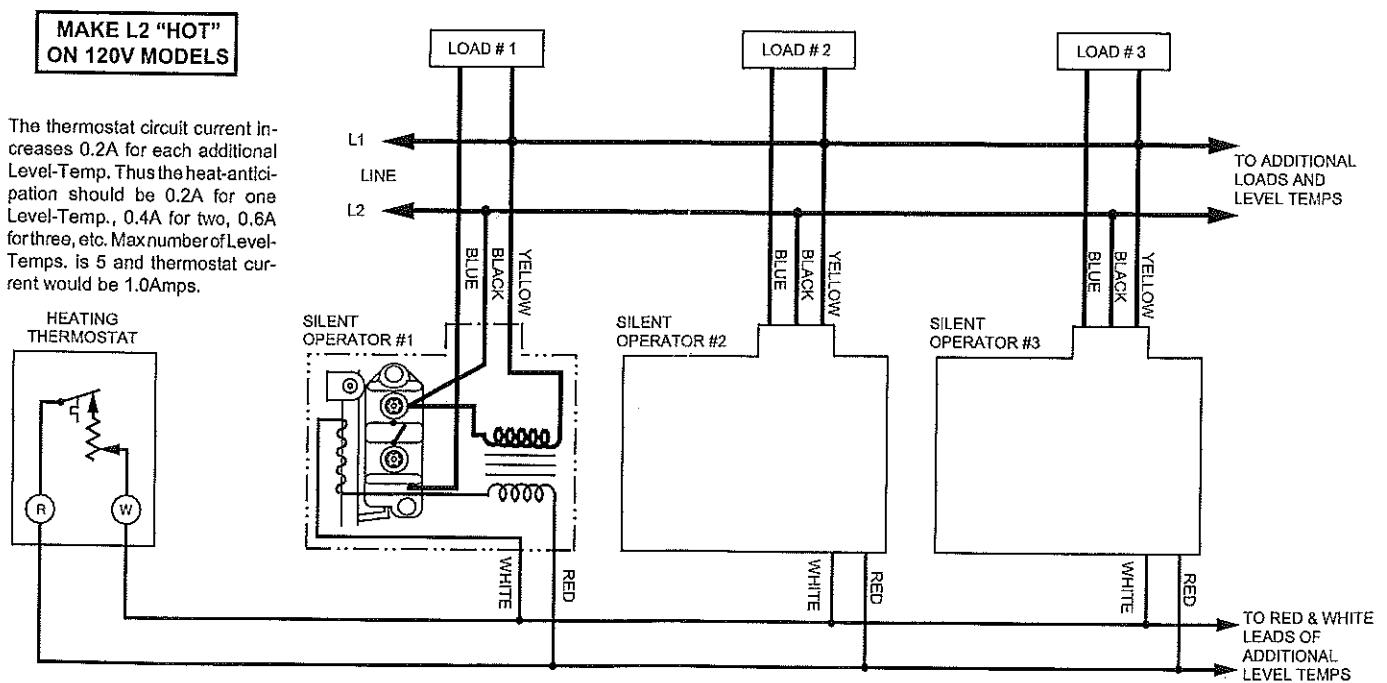 MAKE L2 “HOT”
ON 120V MODELS
The thermostat circuit current in-
creases 0.2A for each additional
Level-Temp. Thus the heat-antici-
pation should be 0.2A for one
Level-Temp., 0.4A for two, 0.6A
for three, etc. Max number of Level-
Temps. is 5 and thermostat cur-
rent would be 1.0Amps.
LOAD # 1
LOAD # 2
LOAD # 3
L1
LINE
L2
TO ADDITIONAL
LOADS AND
LEVEL TEMPS
BLUE
BLACK
YELLOW
BLUE
BLACK
YELLOW
BLUE
BLACK
YELLOW
HEATING
THERMOSTAT
R
W
SILENT
OPERATOR #1
SILENT
OPERATOR #2
SILENT
OPERATOR #3
WHITE
RED
WHITE
RED
WHITE
RED
TO RED & WHITE
LEADS OF
ADDITIONAL
LEVEL TEMPS